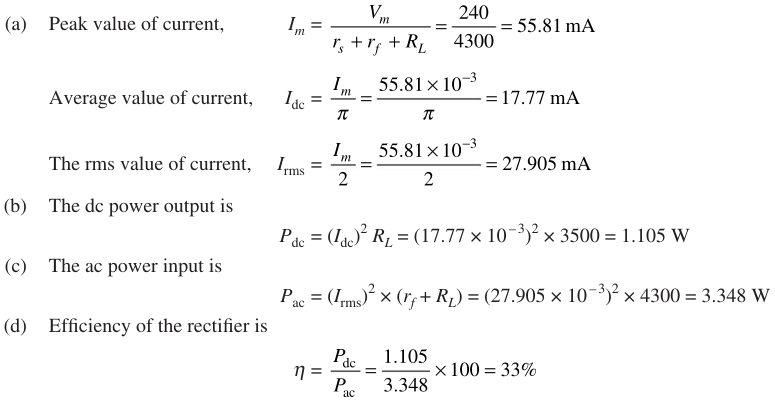 (a) Peak value of current, I_m = V_m / (r_s + r_f + R_L) = 240 / 4300 = 55.81 mA
Average value of current, I_dc = I_m / π = 55.81 × 10^−3 / π = 17.77 mA
The rms value of current, I_rms = I_m / 2 = 55.81 × 10^−3 / 2 = 27.905 mA
(b) The dc power output is
P_dc = (I_dc)^2 R_L = (17.77 × 10^−3)^2 × 3500 = 1.105 W
(c) The ac power input is
P_ac = (I_rms)^2 × (r_f + R_L) = (27.905 × 10^−3)^2 × 4300 = 3.348 W
(d) Efficiency of the rectifier is
η = P_dc / P_ac = 1.105 / 3.348 × 100 = 33%